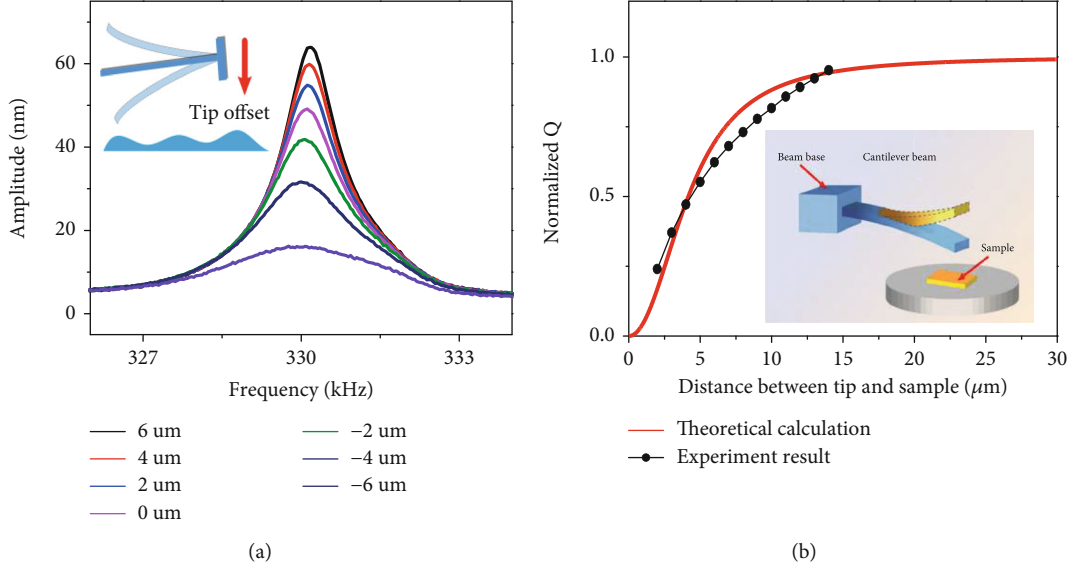 Amplitude (nm)
60
40
20
0
Tip offset
327
330
333
Frequency (kHz)
6 um
4 um
2 um
0 um
−2 um
−4 um
−6 um
(a)
Normalized Q
1.0
0.5
0.0
Beam base
Cantilever beam
Sample
0
5
10
15
20
25
30
Distance between tip and sample (μm)
Theoretical calculation
Experiment result
(b)